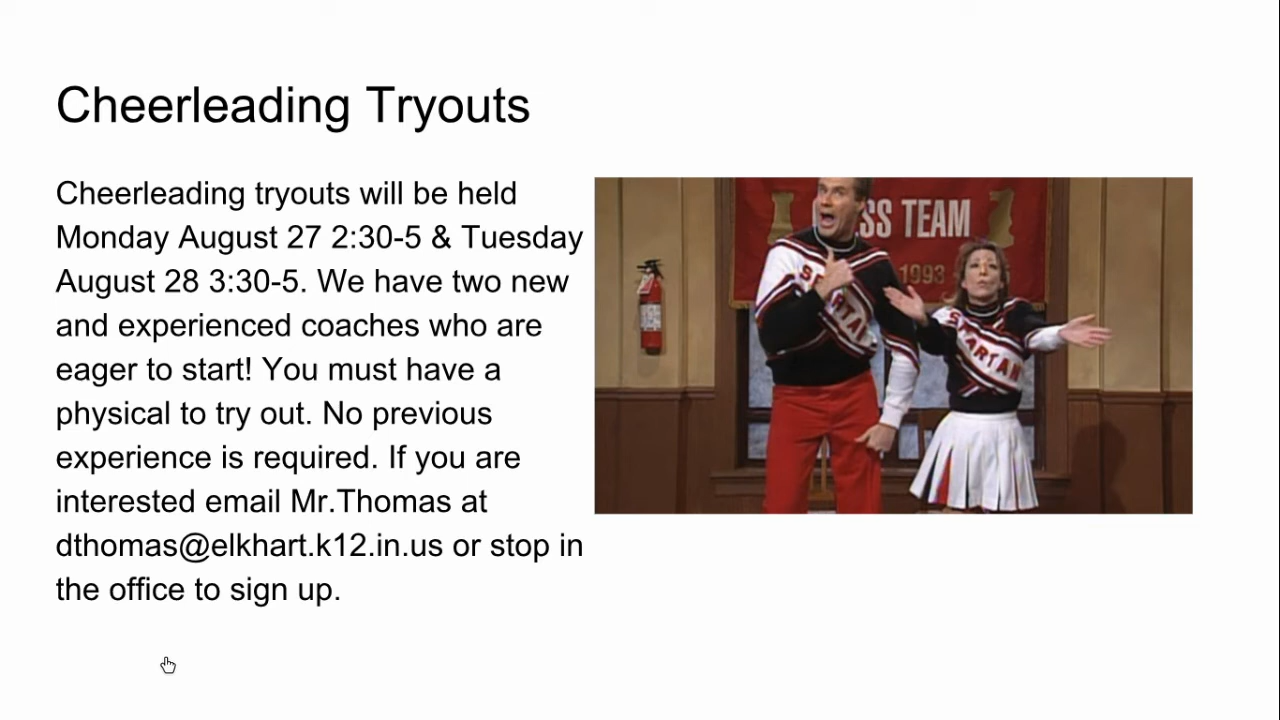 Cheerleading Tryouts
Cheerleading tryouts will be held
Monday August 27 2:30-5 & Tuesday
August 28 3:30-5. We have two new
and experienced coaches who are
eager to start! You must have a
physical to try out. No previous
experience is required. If you are
interested email Mr.Thomas at
dthomas@elkhart.k12.in.us or stop in
the office to sign up.
TEAM
1993
SPARTAN